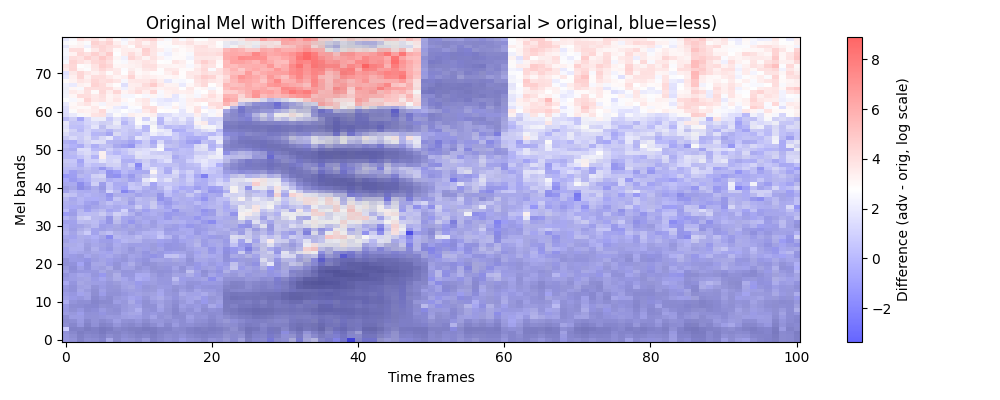 Original Mel with Differences (red=adversarial > original, blue=less)
Mel bands
70
60
50
40
30
20
10
0
0 20 40 60 80 100
Time frames
8
6
4
2
0
−2
Difference (adv - orig, log scale)